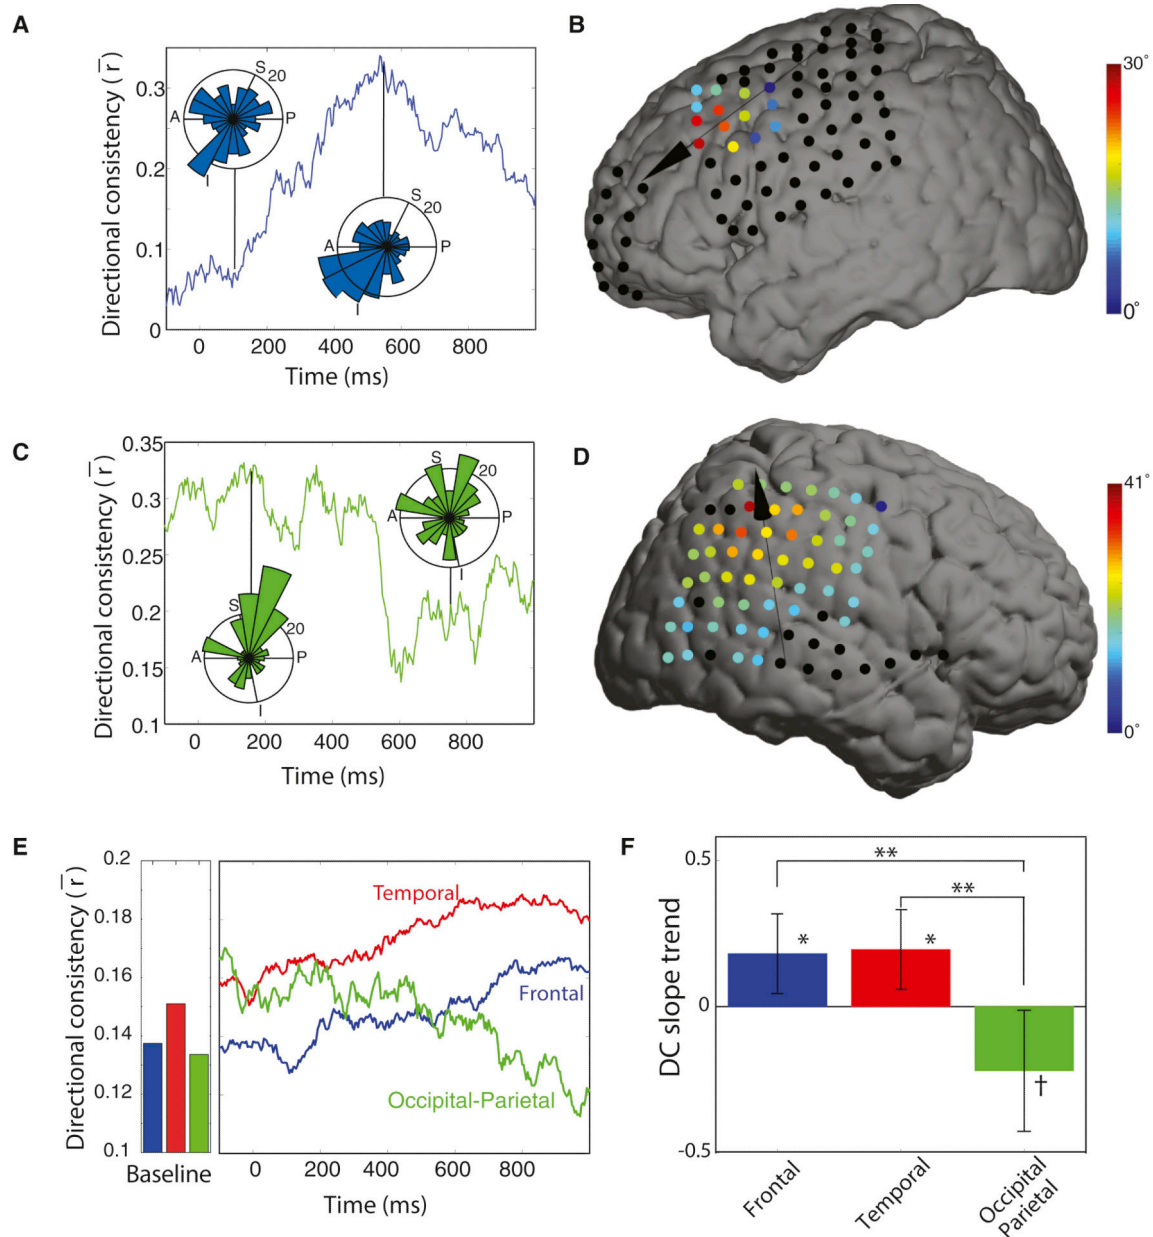 A
Directional consistency ( r̅ )
0.3
0.2
0.1
0
0 200 400 600 800
Time (ms)
S 20
A P
I
S 20
A P
I
B
30°
0°
C
Directional consistency ( r̅ )
0.35
0.3
0.25
0.2
0.15
0.1
0 200 400 600 800
Time (ms)
S 20
A P
I
S
20
A P
I
D
41°
0°
E
Directional consistency ( r̅ )
0.2
0.18
0.16
0.14
0.12
0.1
Baseline
Temporal
Frontal
Occipital-Parietal
0 200 400 600 800
Time (ms)
F
DC slope trend
0.5
0
-0.5
**
**
* *
†
Frontal
Temporal
Occipital
Parietal